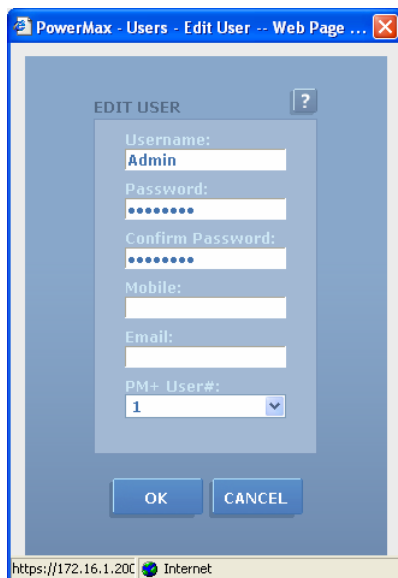 PowerMax - Users - Edit User -- Web Page ...
EDIT USER
?
Username:
Admin
Password:
••••••••
Confirm Password:
••••••••
Mobile:
Email:
PM+ User#:
1
OK
CANCEL
https://172.16.1.200
Internet